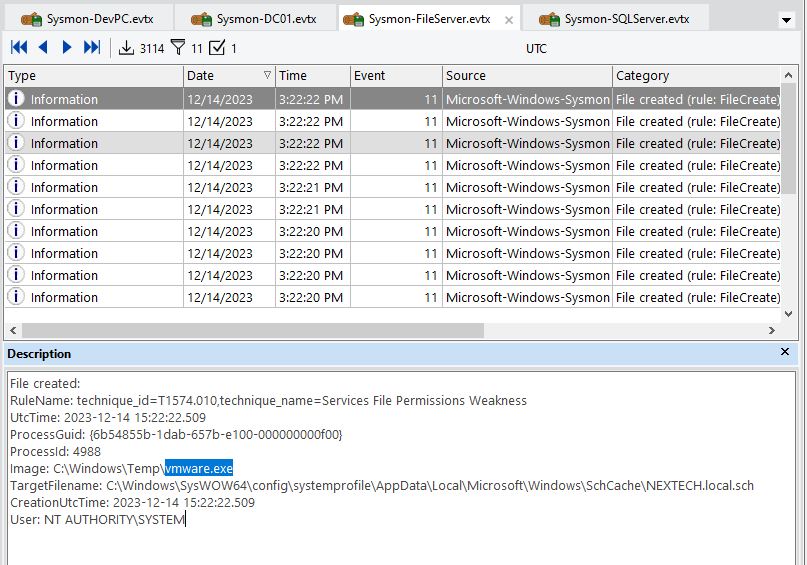 Sysmon-DevPC.evtx Sysmon-DC01.evtx Sysmon-FileServer.evtx Sysmon-SQLServer.evtx
3114 11 1 UTC
Type Date Time Event Source Category
Information 12/14/2023 3:22:22 PM 11 Microsoft-Windows-Sysmon File created (rule: FileCreate)
Information 12/14/2023 3:22:22 PM 11 Microsoft-Windows-Sysmon File created (rule: FileCreate)
Information 12/14/2023 3:22:22 PM 11 Microsoft-Windows-Sysmon File created (rule: FileCreate)
Information 12/14/2023 3:22:22 PM 11 Microsoft-Windows-Sysmon File created (rule: FileCreate)
Information 12/14/2023 3:22:21 PM 11 Microsoft-Windows-Sysmon File created (rule: FileCreate)
Information 12/14/2023 3:22:21 PM 11 Microsoft-Windows-Sysmon File created (rule: FileCreate)
Information 12/14/2023 3:22:20 PM 11 Microsoft-Windows-Sysmon File created (rule: FileCreate)
Information 12/14/2023 3:22:20 PM 11 Microsoft-Windows-Sysmon File created (rule: FileCreate)
Information 12/14/2023 3:22:20 PM 11 Microsoft-Windows-Sysmon File created (rule: FileCreate)
Information 12/14/2023 3:22:20 PM 11 Microsoft-Windows-Sysmon File created (rule: FileCreate)
Description
File created:
RuleName: technique_id=T1574.010,technique_name=Services File Permissions Weakness
UtcTime: 2023-12-14 15:22:22.509
ProcessGuid: {6b54855b-1dab-657b-e100-000000000f00}
ProcessId: 4988
Image: C:\Windows\Temp\vmware.exe
TargetFilename: C:\Windows\SysWOW64\config\systemprofile\AppData\Local\Microsoft\Windows\SchCache\NEXTECH.local.sch
CreationUtcTime: 2023-12-14 15:22:22.509
User: NT AUTHORITY\SYSTEM